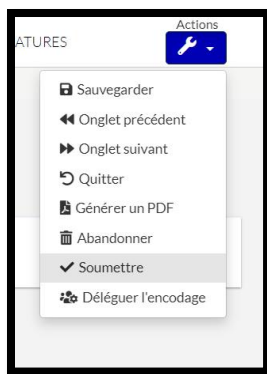 Actions
ATURES
Sauvegarder
Onglet précédent
Onglet suivant
Quitter
Générer un PDF
Abandonner
Soumettre
Déléguer l'encodage